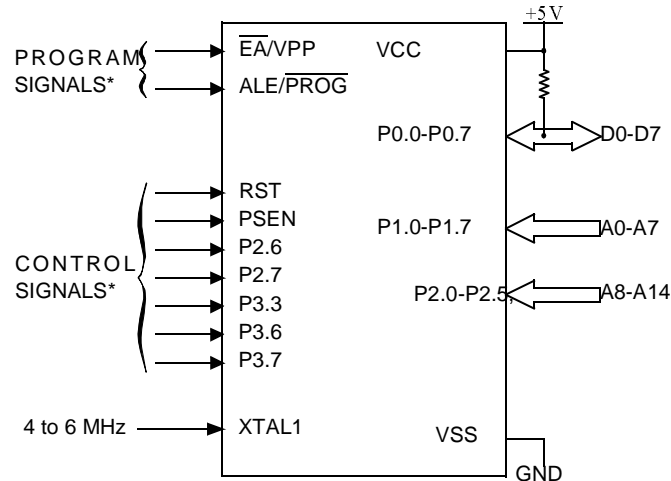 +5V
PROGRAM
SIGNALS*
EA/VPP
VCC
ALE/PROG
P0.0-P0.7
D0-D7
RST
PSEN
P1.0-P1.7
A0-A7
P2.6
CONTROL
SIGNALS*
P2.7
P2.0-P2.5,
A8-A14
P3.3
P3.6
P3.7
4 to 6 MHz
XTAL1
VSS
GND